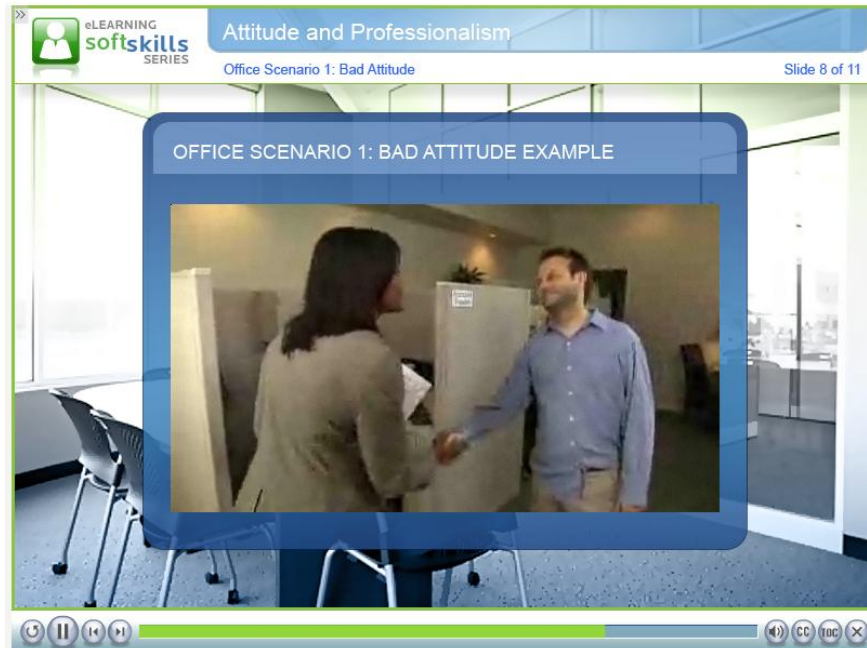 »
eLEARNING
softskills
SERIES
Attitude and Professionalism
Office Scenario 1: Bad Attitude
Slide 8 of 11
OFFICE SCENARIO 1: BAD ATTITUDE EXAMPLE
CC
TOC